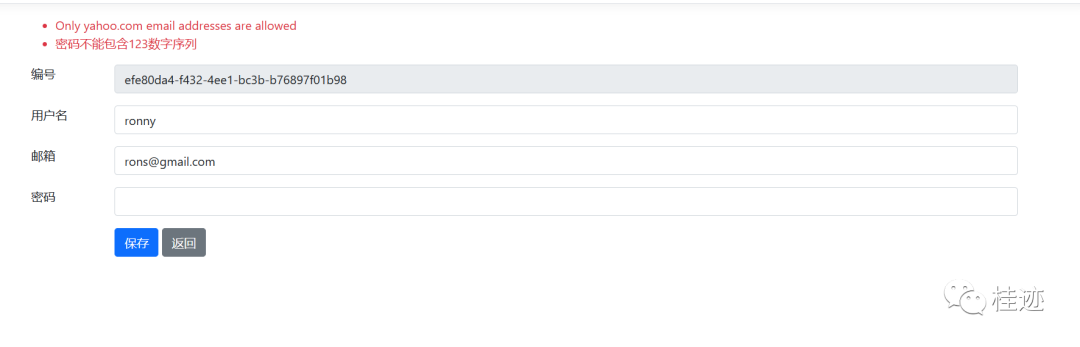 Only yahoo.com email addresses are allowed
密码不能包含123数字序列
编号 efe80da4-f432-4ee1-bc3b-b76897f01b98
用户名 ronny
邮箱 rons@gmail.com
密码
保存 返回
桂迹